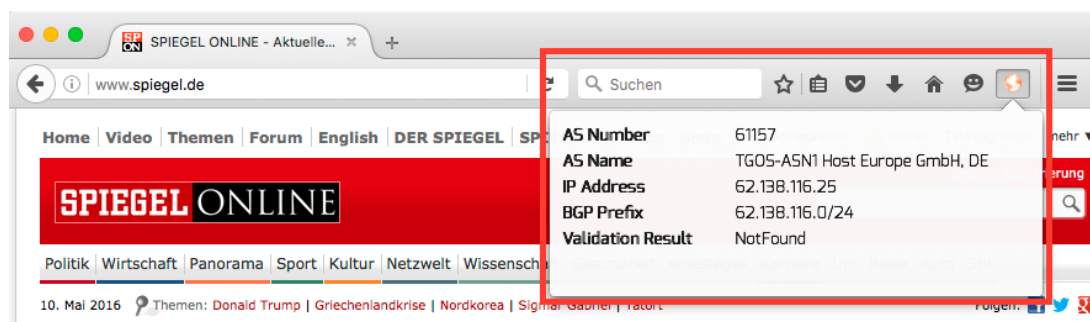 SPIEGEL ONLINE - Aktuelle...
www.spiegel.de
Suchen
Home Video Themen Forum English DER SPIEGEL
mehr
AS Number 61157
AS Name TGOS-ASN1 Host Europe GmbH, DE
IP Address 62.138.116.25
BGP Prefix 62.138.116.0/24
Validation Result NotFound
SPIEGEL ONLINE
Politik Wirtschaft Panorama Sport Kultur Netzwelt
10. Mai 2016 Themen: Donald Trump | Griechenlandkrise | Nordkorea | Sigmar Gabriel | Tatort
Folgen: